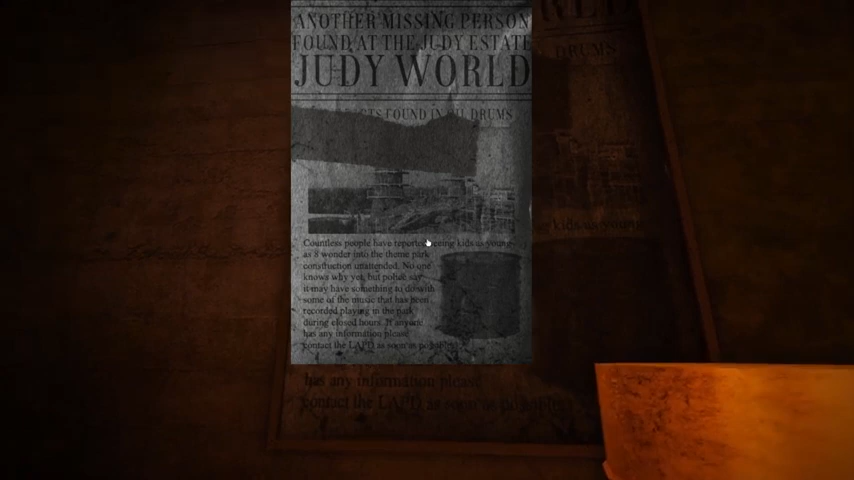 ANOTHER MISSING PERSON
FOUND AT THE JUDY ESTATE
JUDY WORLD
FOUND IN DRUMS
DRUMS
Countless people have reported seeing kids as young
as 8 wonder into the theme park
construction unattended. No one
knows why yet, but police say
it may have something to do with
some of the music that has been
recorded playing in the park
during closed hours. If anyone
has any information please
contact the LAPD as soon as possible!
kids as young
has any information please
contact the LAPD as soon as possible!